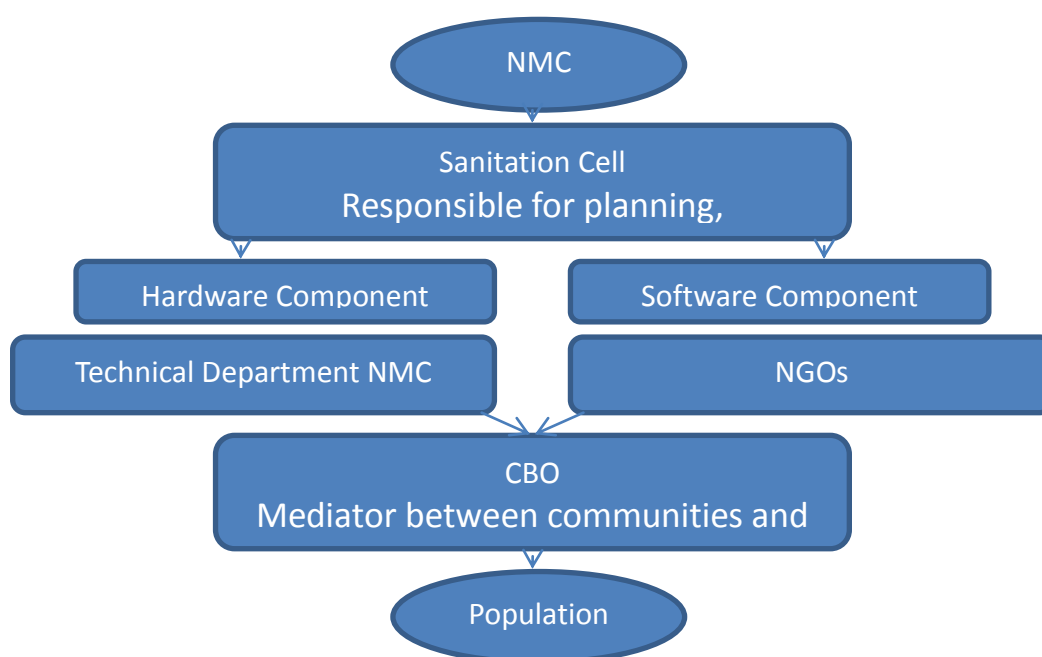 NMC
Sanitation Cell
Responsible for planning,
Hardware Component
Software Component
Technical Department NMC
NGOs
CBO
Mediator between communities and
Population